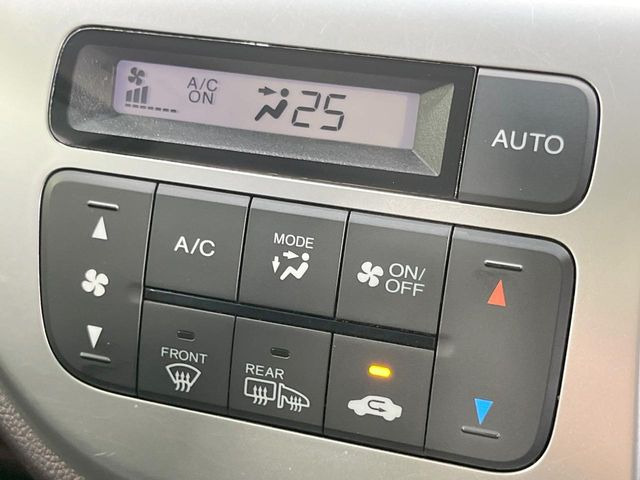 A/C
ON
25
AUTO
A/C
MODE
ON/
OFF
FRONT
REAR